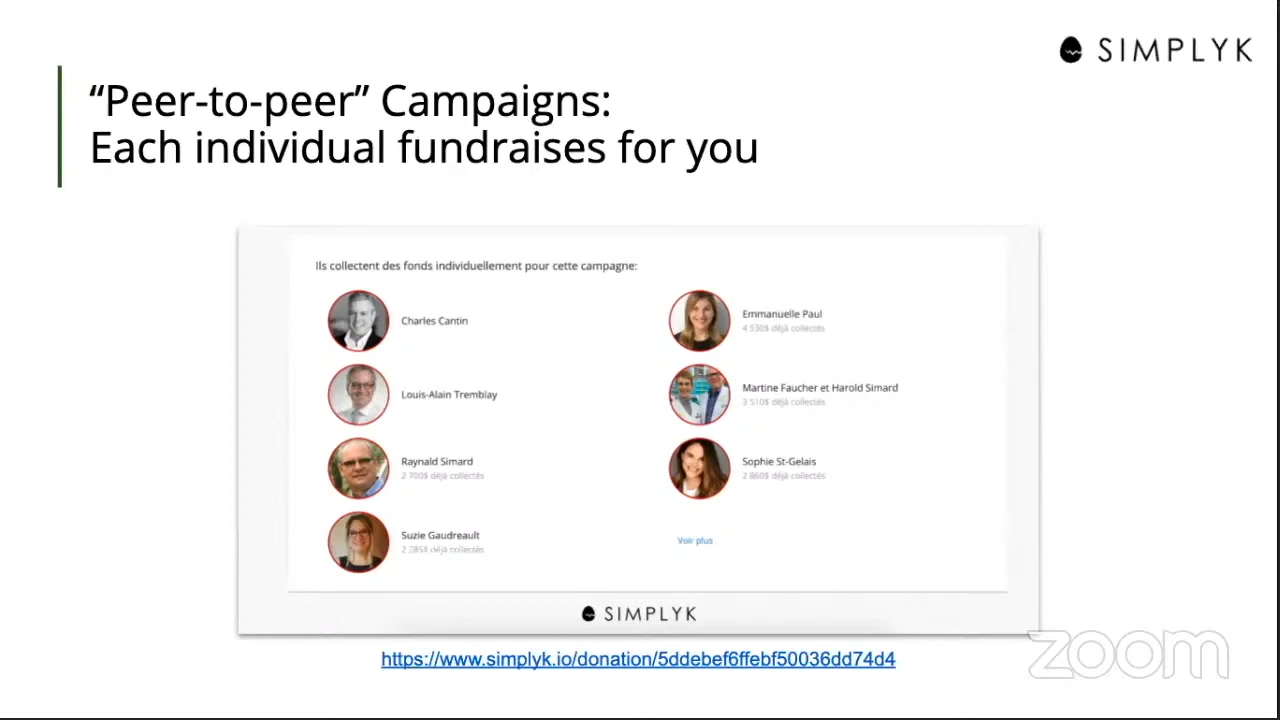 SIMPLYK
“Peer-to-peer” Campaigns:
Each individual fundraises for you
Ils collectent des fonds individuellement pour cette campagne:
Charles Cantin
Emmanuelle Paul
4 530$ déjà collectés
Louis-Alain Tremblay
Martine Faucher et Harold Simard
3 510$ déjà collectés
Raynald Simard
2 700$ déjà collectés
Sophie St-Gelais
2 860$ déjà collectés
Suzie Gaudreault
2 285$ déjà collectés
Voir plus
SIMPLYK
https://www.simplyk.io/donation/5ddebef6ffebf50036dd74d4
zoom